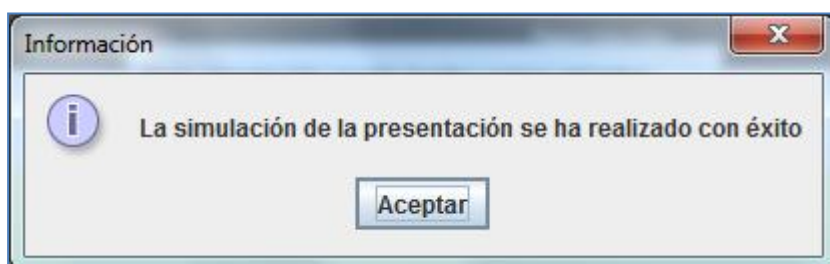 Información
La simulación de la presentación se ha realizado con éxito
Aceptar